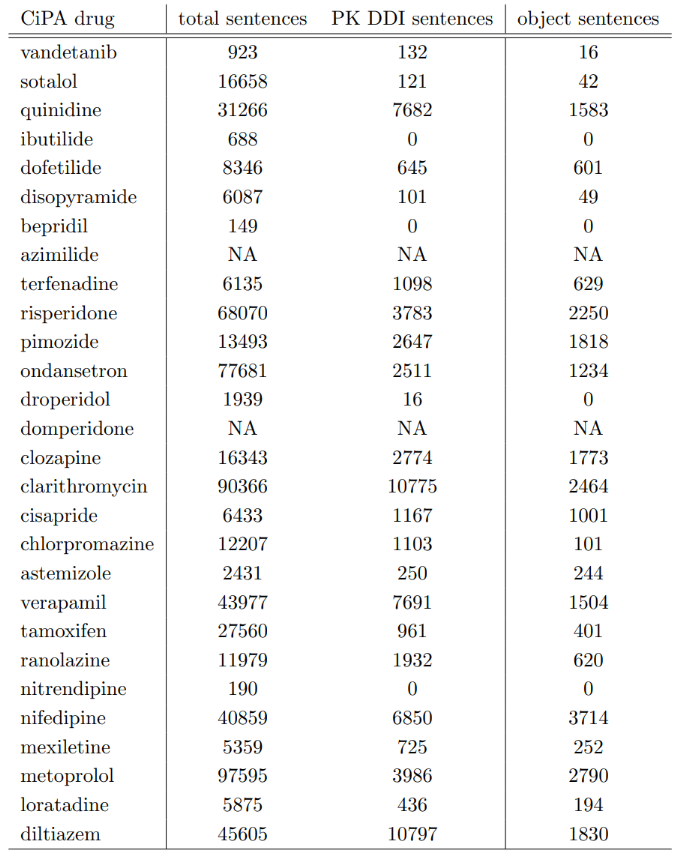 CiPA drug total sentences PK DDI sentences object sentences
vandetanib 923 132 16
sotalol 16658 121 42
quinidine 31266 7682 1583
ibutilide 688 0 0
dofetilide 8346 645 601
disopyramide 6087 101 49
bepridil 149 0 0
azimilide NA NA NA
terfenadine 6135 1098 629
risperidone 68070 3783 2250
pimozide 13493 2647 1818
ondansetron 77681 2511 1234
droperidol 1939 16 0
domperidone NA NA NA
clozapine 16343 2774 1773
clarithromycin 90366 10775 2464
cisapride 6433 1167 1001
chlorpromazine 12207 1103 101
astemizole 2431 250 244
verapamil 43977 7691 1504
tamoxifen 27560 961 401
ranolazine 11979 1932 620
nitrendipine 190 0 0
nifedipine 40859 6850 3714
mexiletine 5359 725 252
metoprolol 97595 3986 2790
loratadine 5875 436 194
diltiazem 45605 10797 1830